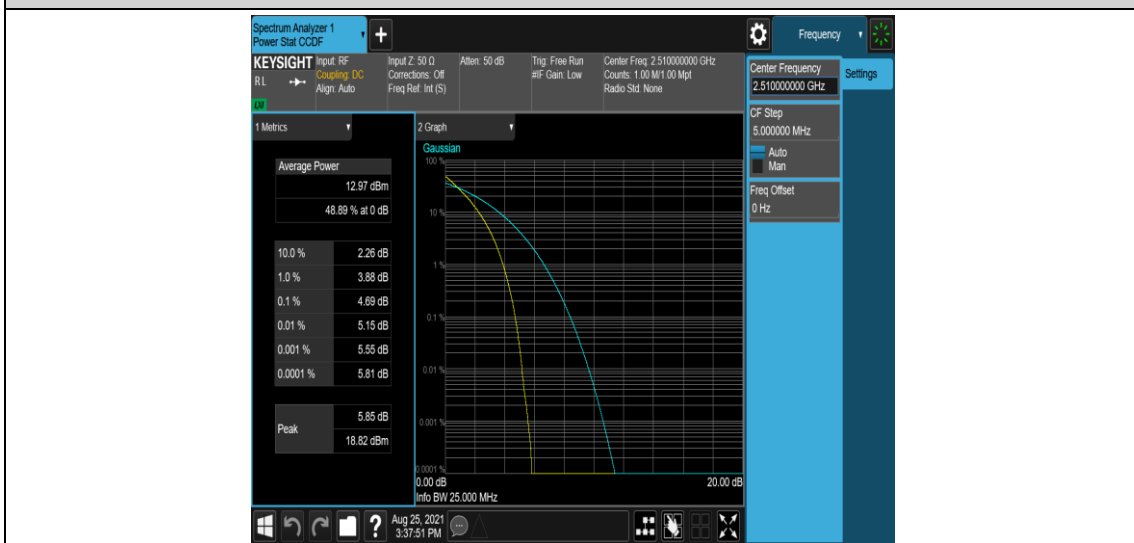 Spectrum Analyzer 1
Power Stat CCDF
+
Frequency
KEYSIGHT
RL
LXI
Input: RF
Coupling: DC
Align: Auto
Input Z: 50 Ω
Corrections: Off
Freq Ref: Int (S)
Atten: 50 dB
Trig: Free Run
#IF Gain: Low
Center Freq: 2.510000000 GHz
Counts: 1.00 M/1.00 Mpt
Radio Std: None
Center Frequency
2.510000000 GHz
Settings
CF Step
5.000000 MHz
Auto
Man
Freq Offset
0 Hz
1 Metrics
Average Power
12.97 dBm
48.89 % at 0 dB
10.0 % 2.26 dB
1.0 % 3.88 dB
0.1 % 4.69 dB
0.01 % 5.15 dB
0.001 % 5.55 dB
0.0001 % 5.81 dB
Peak
5.85 dB
18.82 dBm
2 Graph
Gaussian
100 %
10 %
1 %
0.1 %
0.01 %
0.001 %
0.0001 %
0.00 dB 20.00 dB
Info BW 25.000 MHz
?
Aug 25, 2021
3:37:51 PM